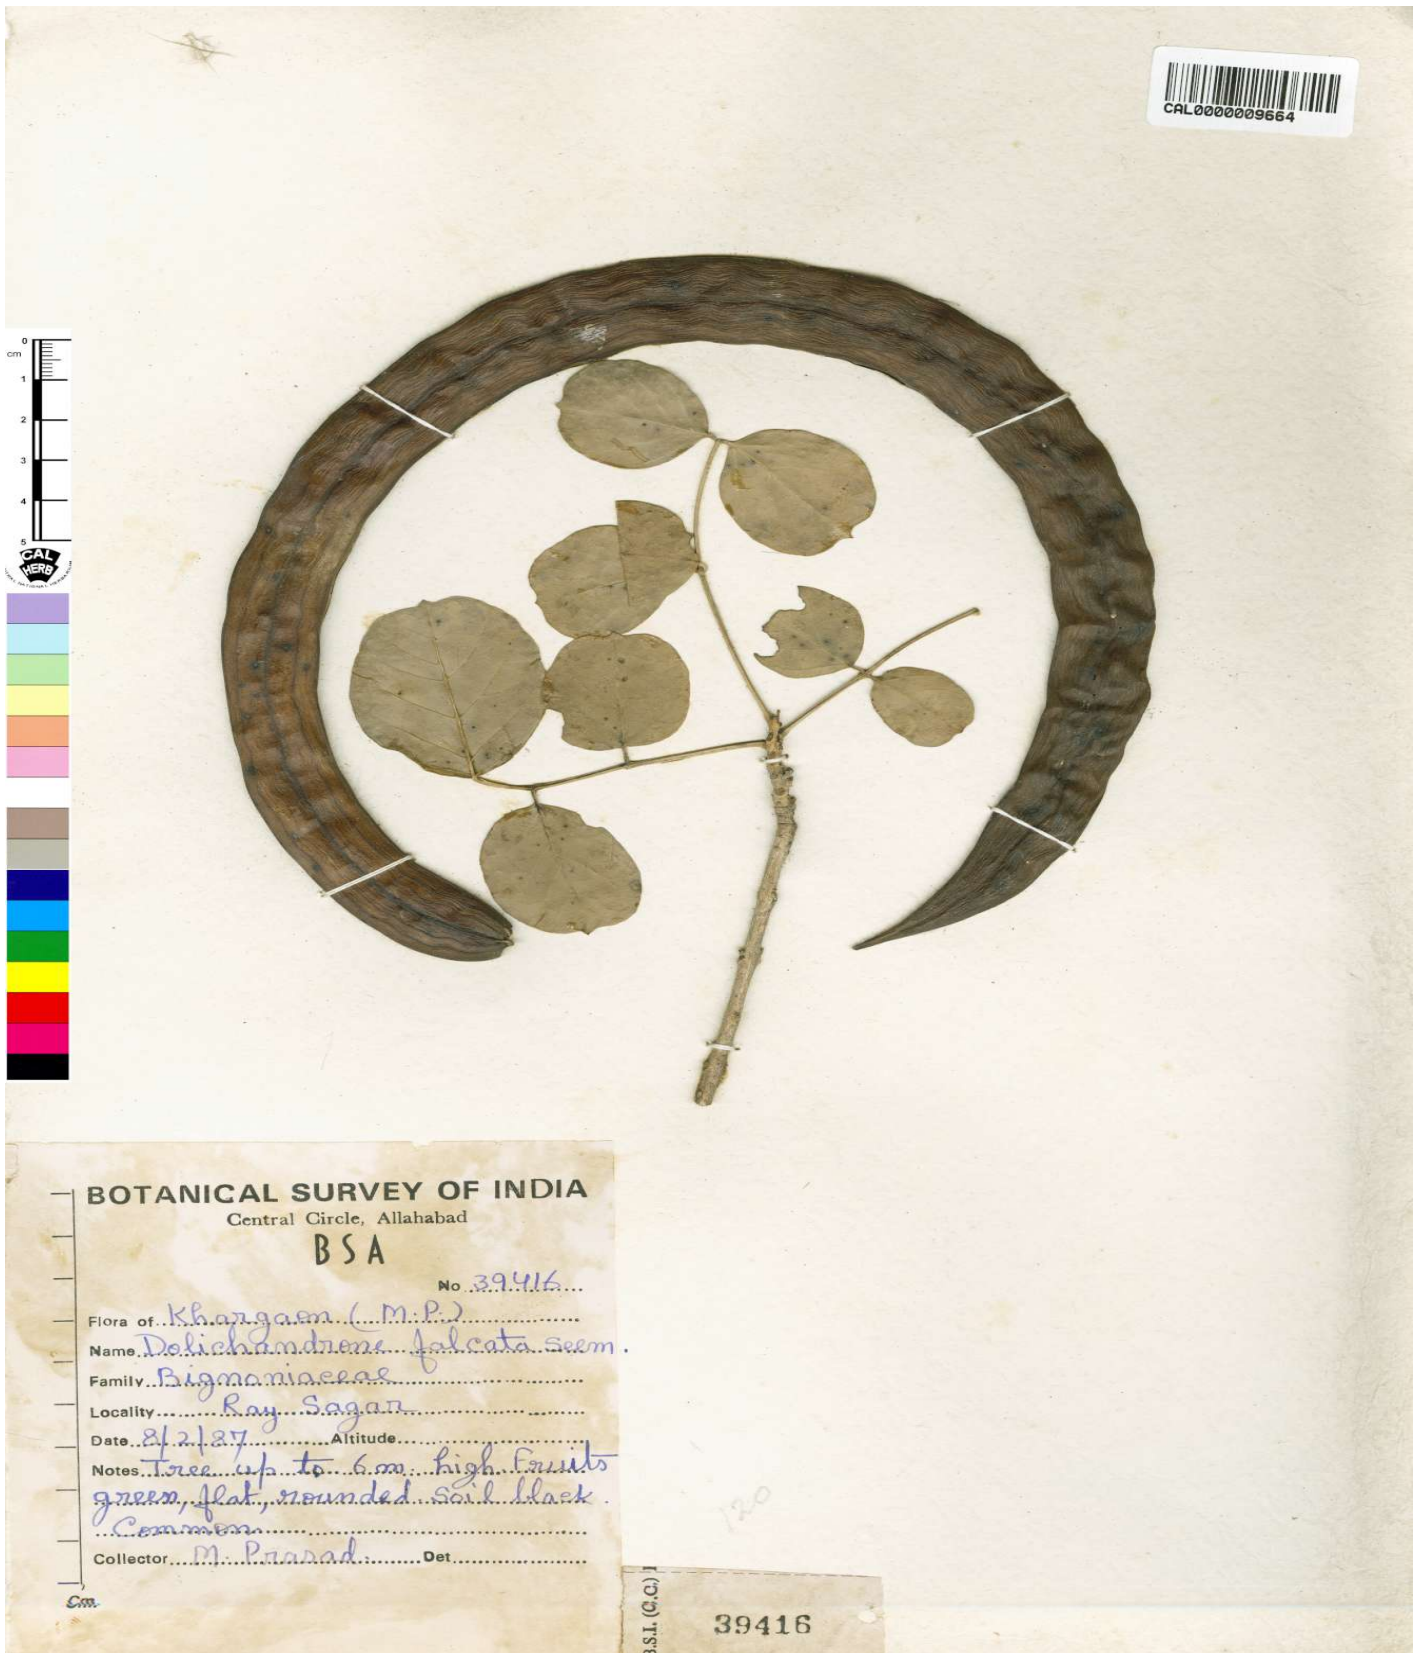 CAL0000009664
0
cm
1
2
3
4
5
CAL
HERB
BOTANICAL SURVEY OF INDIA
Central Circle, Allahabad
BSA
No 39416
Flora of Khargaon (M.P.)
Name Dolichandrone falcata Seem.
Family Bignoniaceae
Locality Ray Sagar
Date 8/2/87 Altitude
Notes Tree up to 6m. high. Fruits
green, flat, rounded soil black.
Common.
Collector M. Prasad. Det
Cm
120
B.S.I. (C.C.)
39416